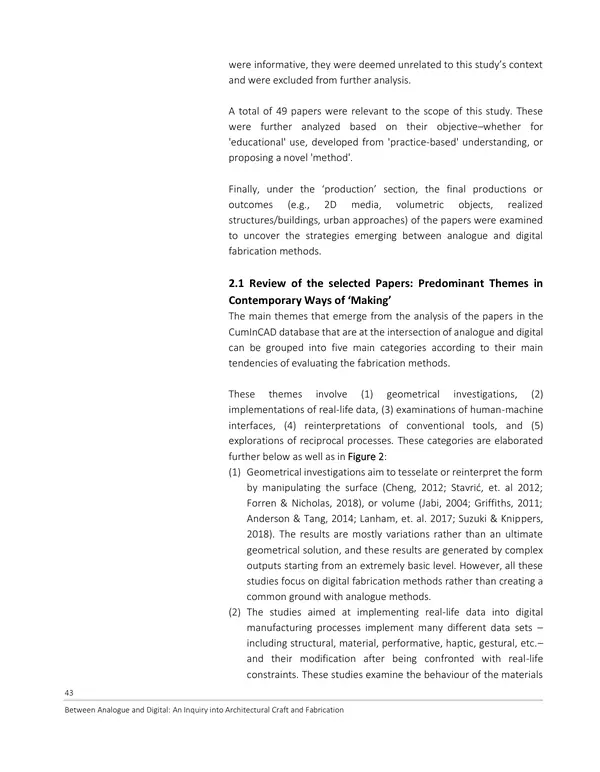 were informative, they were deemed unrelated to this study's context
and were excluded from further analysis.
A total of 49 papers were relevant to the scope of this study. These
were further analyzed based on their objective–whether for
'educational' use, developed from 'practice-based' understanding, or
proposing a novel 'method'.
Finally, under the ‘production’ section, the final productions or
outcomes (e.g., 2D media, volumetric objects, realized
structures/buildings, urban approaches) of the papers were examined
to uncover the strategies emerging between analogue and digital
fabrication methods.
2.1 Review of the selected Papers: Predominant Themes in
Contemporary Ways of ‘Making’
The main themes that emerge from the analysis of the papers in the
CumInCAD database that are at the intersection of analogue and digital
can be grouped into five main categories according to their main
tendencies of evaluating the fabrication methods.
These themes involve (1) geometrical investigations, (2)
implementations of real-life data, (3) examinations of human-machine
interfaces, (4) reinterpretations of conventional tools, and (5)
explorations of reciprocal processes. These categories are elaborated
further below as well as in Figure 2:
(1) Geometrical investigations aim to tesselate or reinterpret the form
by manipulating the surface (Cheng, 2012; Stavrić, et. al 2012;
Forren & Nicholas, 2018), or volume (Jabi, 2004; Griffiths, 2011;
Anderson & Tang, 2014; Lanham, et. al. 2017; Suzuki & Knippers,
2018). The results are mostly variations rather than an ultimate
geometrical solution, and these results are generated by complex
outputs starting from an extremely basic level. However, all these
studies focus on digital fabrication methods rather than creating a
common ground with analogue methods.
(2) The studies aimed at implementing real-life data into digital
manufacturing processes implement many different data sets –
including structural, material, performative, haptic, gestural, etc.–
and their modification after being confronted with real-life
constraints. These studies examine the behaviour of the materials
43
Between Analogue and Digital: An Inquiry into Architectural Craft and Fabrication